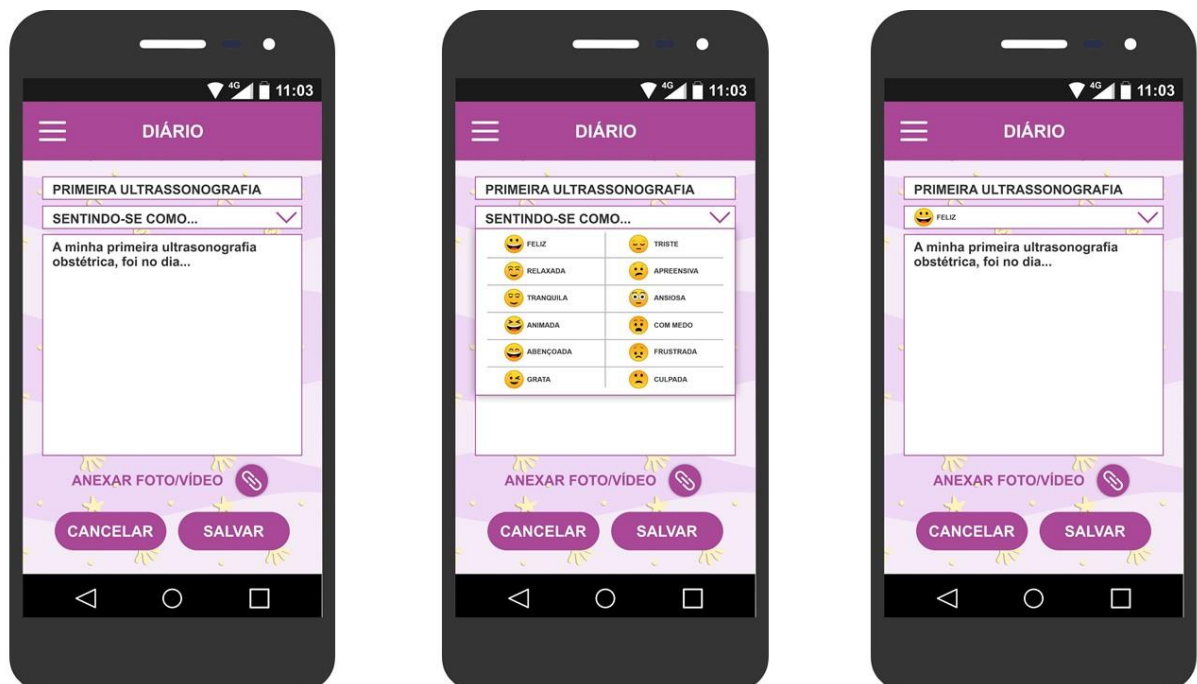 4G 11:03
DIÁRIO
PRIMEIRA ULTRASSONOGRAFIA
SENTINDO-SE COMO...
A minha primeira ultrasonografia
obstétrica, foi no dia...
ANEXAR FOTO/VÍDEO
CANCELAR SALVAR
4G 11:03
DIÁRIO
PRIMEIRA ULTRASSONOGRAFIA
SENTINDO-SE COMO...
FELIZ TRISTE
RELAXADA APREENSIVA
TRANQUILA ANSIOSA
ANIMADA COM MEDO
ABENÇOADA FRUSTRADA
GRATA CULPADA
ANEXAR FOTO/VÍDEO
CANCELAR SALVAR
4G 11:03
DIÁRIO
PRIMEIRA ULTRASSONOGRAFIA
FELIZ
A minha primeira ultrasonografia
obstétrica, foi no dia...
ANEXAR FOTO/VÍDEO
CANCELAR SALVAR